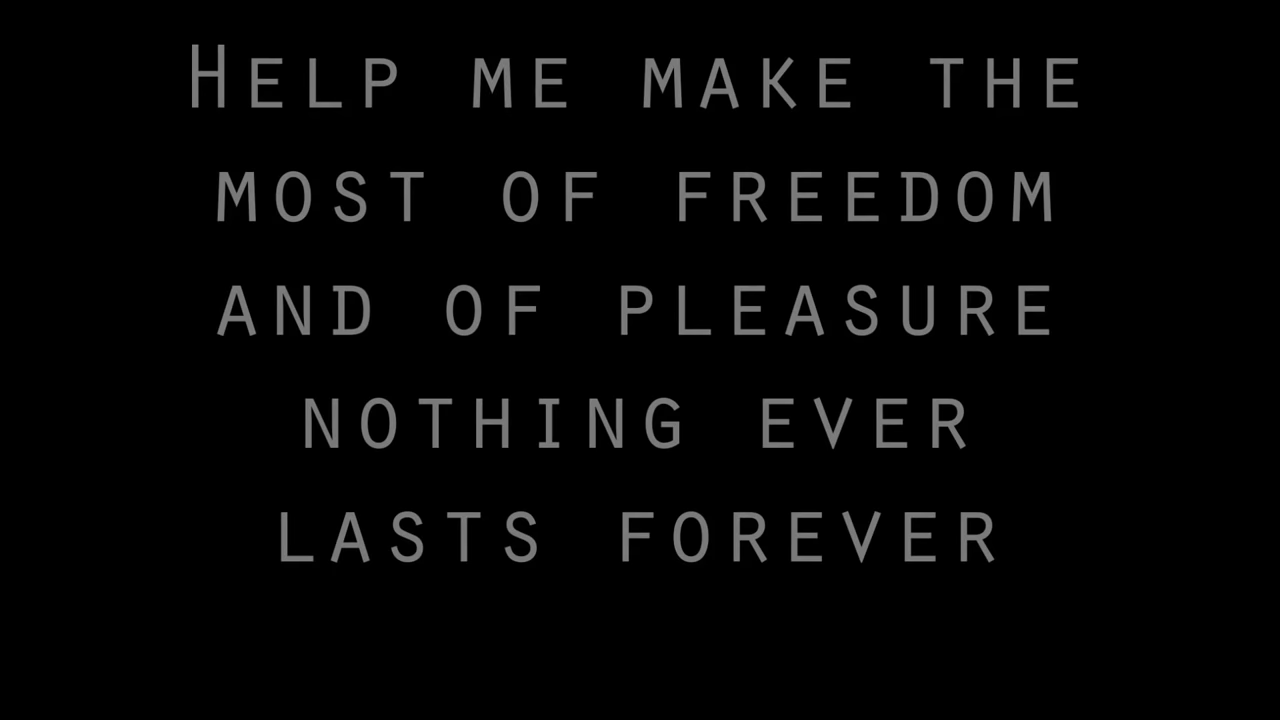 Help me make the
most of freedom
and of pleasure
nothing ever
lasts forever